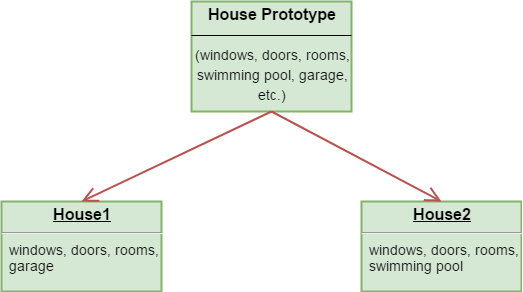 House Prototype
(windows, doors, rooms,
swimming pool, garage,
etc.)
House1
windows, doors, rooms,
garage
House2
windows, doors, rooms,
swimming pool